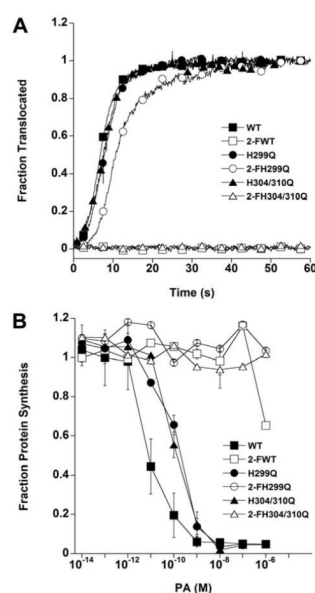 A
Fraction Translocated
1.2
1
0.8
0.6
0.4
0.2
0
WT
2-FWT
H299Q
2-FH299Q
H304/310Q
2-FH304/310Q
0 10 20 30 40 50 60
Time (s)
B
Fraction Protein Synthesis
1.2
1
0.8
0.6
0.4
0.2
0
WT
2-FWT
H299Q
2-FH299Q
H304/310Q
2-FH304/310Q
10-14 10-12 10-10 10-8 10-6
PA (M)